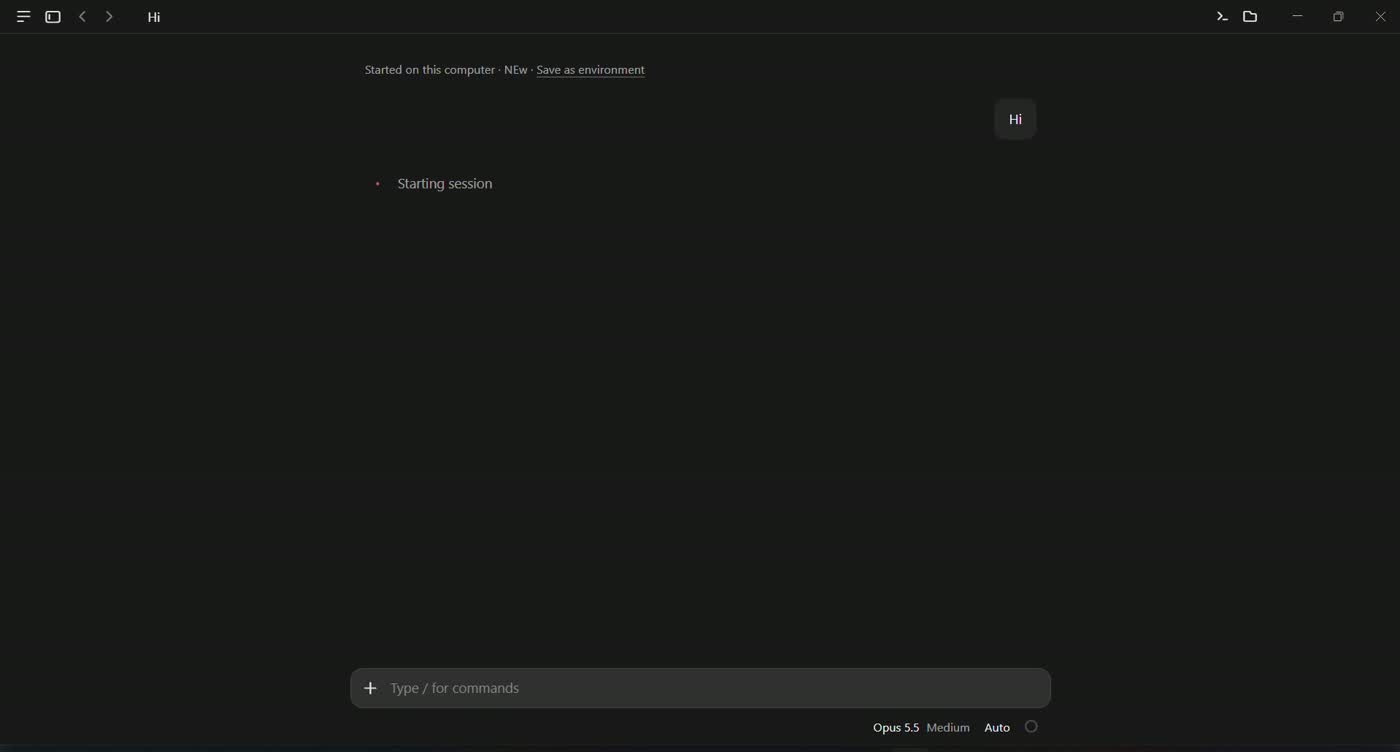 Hi
Started on this computer · NEw · Save as environment
Hi
Starting session
Type / for commands
Opus 5.5 Medium Auto